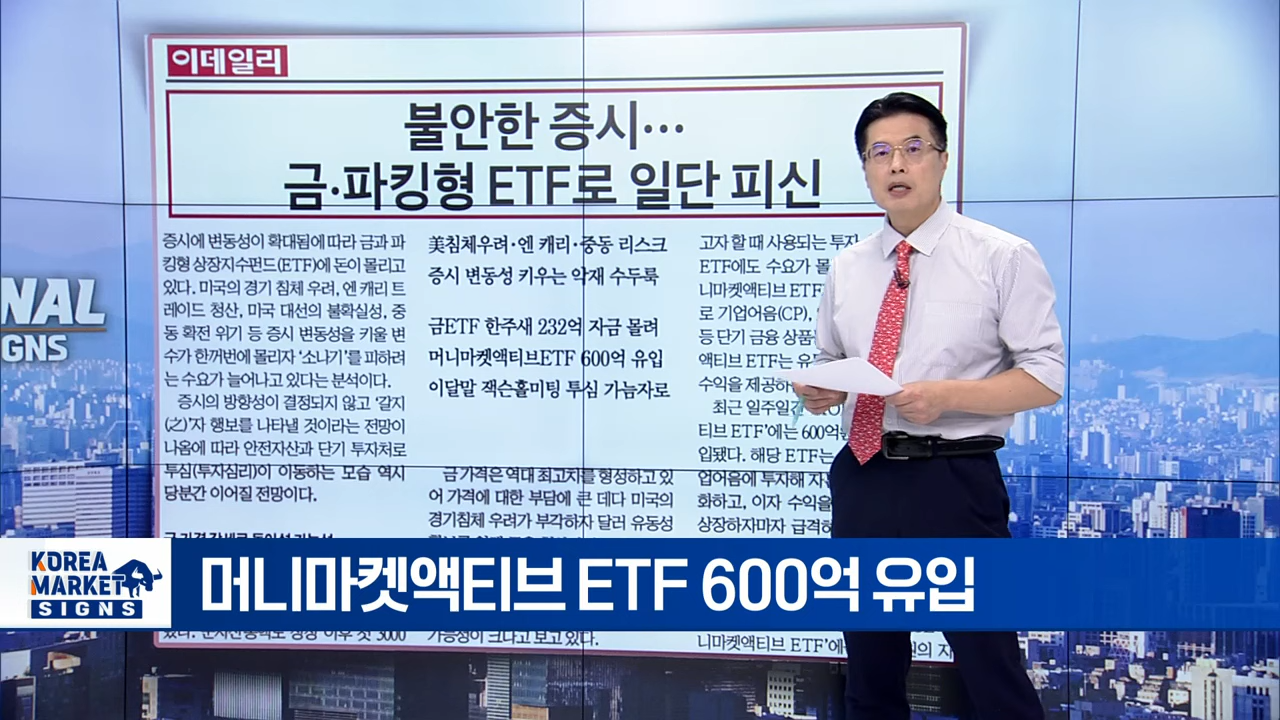 이데일리
불안한 증시…
금·파킹형 ETF로 일단 피신
NAL
GNS
증시에 변동성이 확대됨에 따라 금과 파
킹형 상장지수펀드(ETF)에 돈이 몰리고
있다. 미국의 경기 침체 우려, 엔 캐리 트
레이드 청산, 미국 대선의 불확실성, 중
동 확전 위기 등 증시 변동성을 키울 변
수가 한꺼번에 몰리자 '소나기'를 피하려
는 수요가 늘어나고 있다는 분석이다.
증시의 방향성이 결정되지 않고 '갈지
(之)'자 행보를 나타낼 것이라는 전망이
나옴에 따라 안전자산과 단기 투자처로
투심(투자심리)이 이동하는 모습 역시
당분간 이어질 전망이다.
美침체우려·엔 캐리·중동 리스크
증시 변동성 키우는 악재 수두룩
금ETF 한주새 232억 자금 몰려
머니마켓액티브ETF 600억 유입
이달말 잭슨홀미팅 투심 가늠자로
금 가격은 역대 최고치를 형성하고 있
어 가격에 대한 부담에 큰 데다 미국의
경기침체 우려가 부각하자 달러 유동성
가능성이 크다고 보고 있다.
고자 할 때 사용되는 투자
ETF에도 수요가 몰
니마켓액티브 ETF
로 기업어음(CP),
등 단기 금융 상품
액티브 ETF는 유
수익을 제공하
최근 일주일간
티브 ETF'에는 600억
입됐다. 해당 ETF는
업어음에 투자해 자
화하고, 이자 수익을
상장하자마자 급격히
니마켓액티브 ETF'에
KOREA
MARKET
SIGNS
머니마켓액티브 ETF 600억 유입